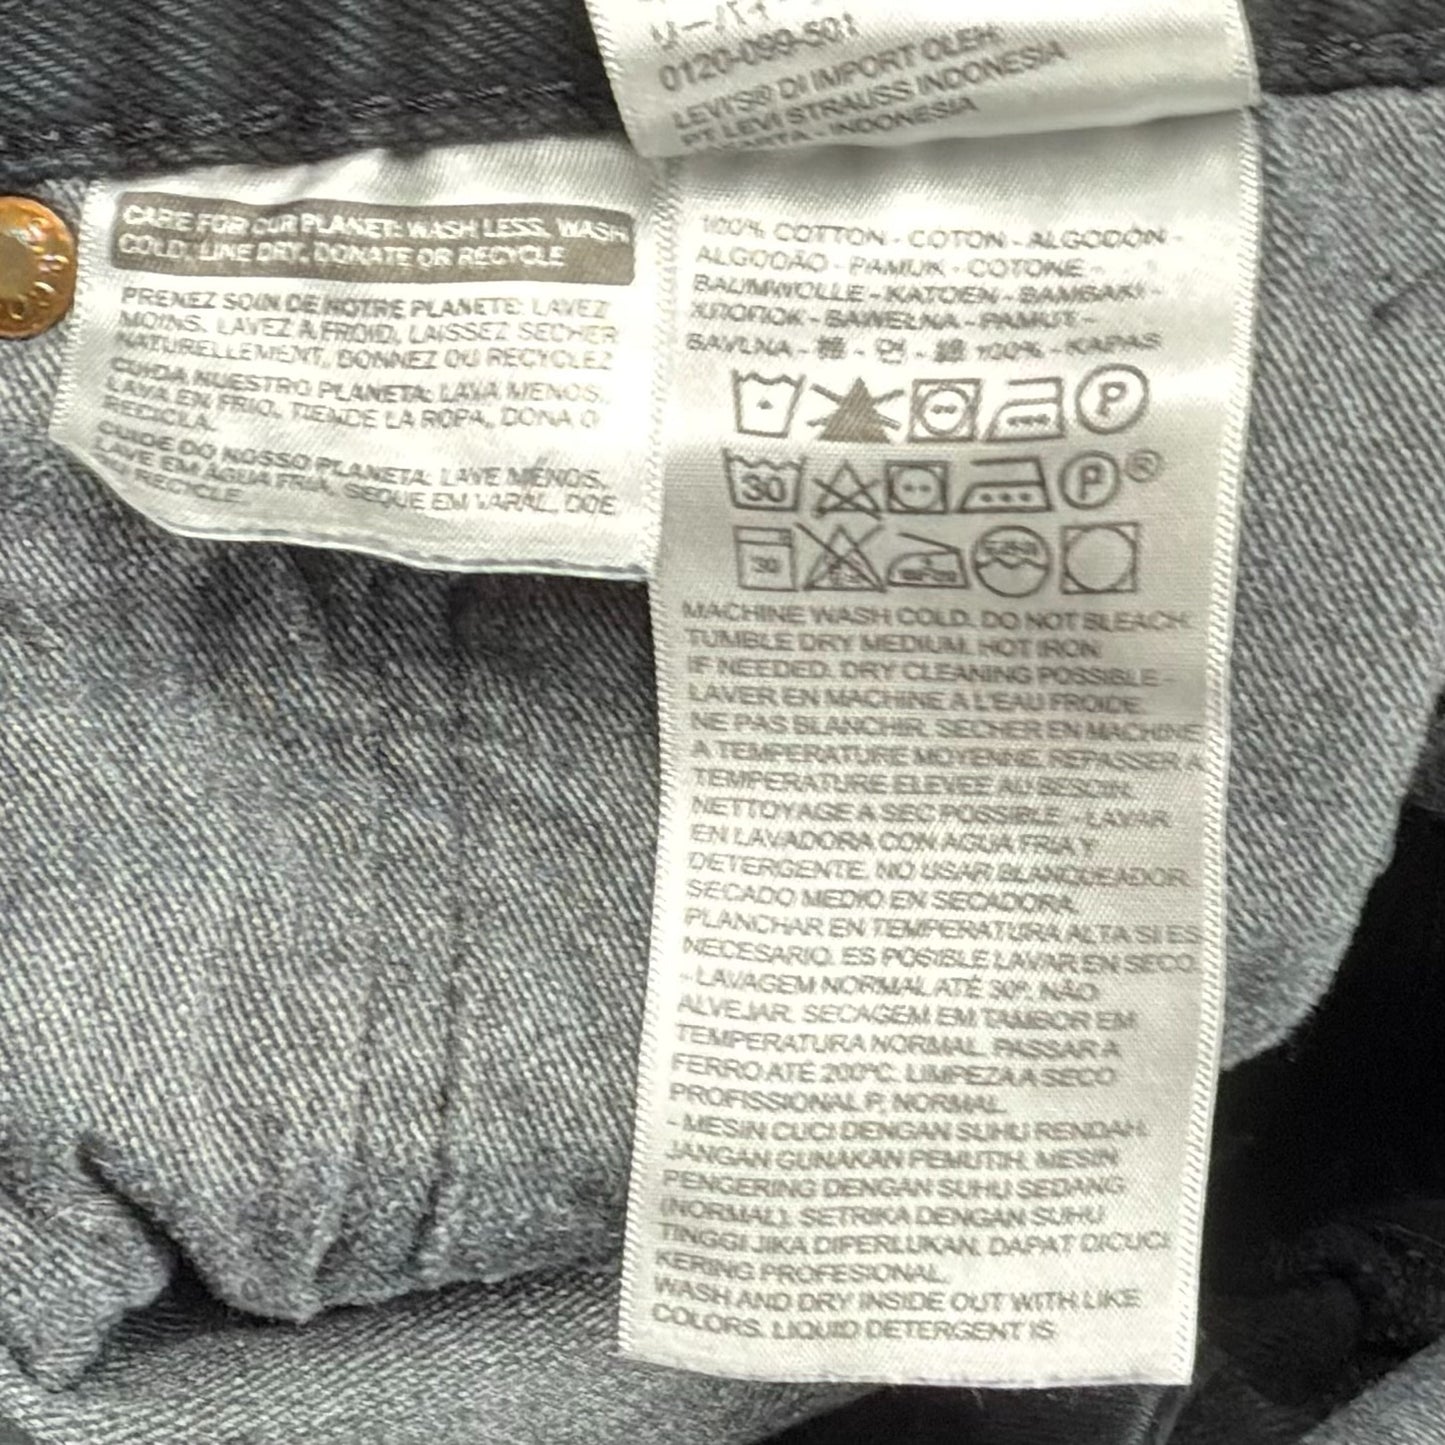 0120-099-501
LEVI'S® DI IMPORT OLEH:
PT LEVI STRAUSS INDONESIA
INDONESIA
CARE FOR OUR PLANET: WASH LESS, WASH
COLD, LINE DRY, DONATE OR RECYCLE
PRENEZ SOIN DE NOTRE PLANETE: LAVEZ
MOINS, LAVEZ A FROID, LAISSEZ SECHER
NATURELLEMENT, DONNEZ OU RECYCLEZ
CUIDA NUESTRO PLANETA: LAVA MENOS,
LAVA EN FRIO, TIENDE LA ROPA, DONA O
RECICLA.
CUIDE DO NOSSO PLANETA: LAVE MENOS,
LAVE EM AGUA FRIA, SEQUE EM VARAL, DOE
OU RECYCLE.
100% COTTON - COTON - ALGODÓN -
ALGODÃO - PAMUK - COTONE -
BAUMWOLLE - KATOEN - BAMBAKI -
ХЛОПОК - BAWEŁNA - PAMUT -
BAVLNA - 棉 - 면 - 綿 100% - KAPAS
P
30 P ®
30
MACHINE WASH COLD. DO NOT BLEACH.
TUMBLE DRY MEDIUM. HOT IRON
IF NEEDED. DRY CLEANING POSSIBLE -
LAVER EN MACHINE A L'EAU FROIDE.
NE PAS BLANCHIR. SECHER EN MACHINE
A TEMPERATURE MOYENNE. REPASSER A
TEMPERATURE ELEVEE AU BESOIN.
NETTOYAGE A SEC POSSIBLE - LAVAR
EN LAVADORA CON AGUA FRIA Y
DETERGENTE. NO USAR BLANQUEADOR.
SECADO MEDIO EN SECADORA.
PLANCHAR EN TEMPERATURA ALTA SI ES
NECESARIO. ES POSIBLE LAVAR EN SECO
- LAVAGEM NORMAL ATÉ 30º. NÃO
ALVEJAR. SECAGEM EM TAMBOR EM
TEMPERATURA NORMAL. PASSAR A
FERRO ATÉ 200ºC. LIMPEZA A SECO
PROFISSIONAL P, NORMAL.
- MESIN CUCI DENGAN SUHU RENDAH.
JANGAN GUNAKAN PEMUTIH. MESIN
PENGERING DENGAN SUHU SEDANG
(NORMAL). SETRIKA DENGAN SUHU
TINGGI JIKA DIPERLUKAN. DAPAT DICUCI
KERING PROFESIONAL.
WASH AND DRY INSIDE OUT WITH LIKE
COLORS. LIQUID DETERGENT IS